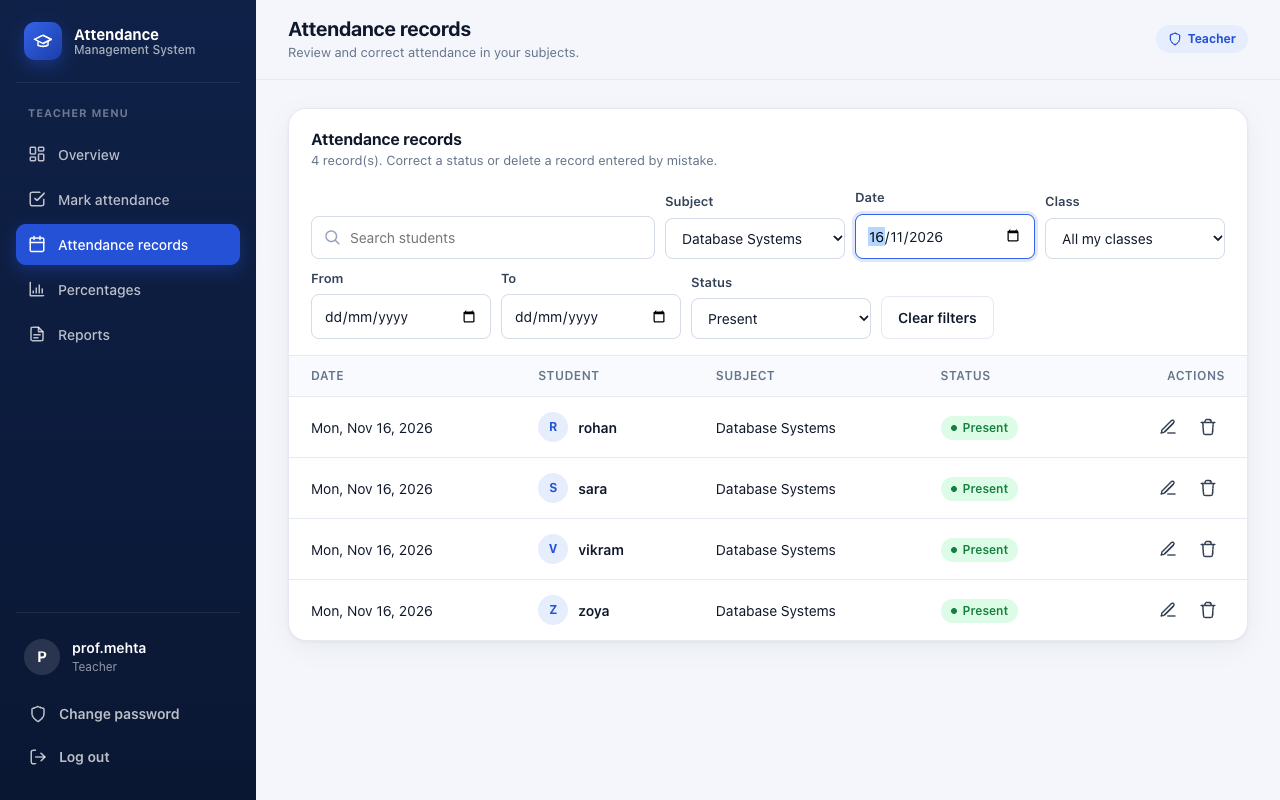 Attendance
Management System
TEACHER MENU
Overview
Mark attendance
Attendance records
Percentages
Reports
P
prof.mehta
Teacher
Change password
Log out
Attendance records
Review and correct attendance in your subjects.
Teacher
Attendance records
4 record(s). Correct a status or delete a record entered by mistake.
Search students
Subject
Database Systems
Date
16/11/2026
Class
All my classes
From
dd/mm/yyyy
To
dd/mm/yyyy
Status
Present
Clear filters
DATE STUDENT SUBJECT STATUS ACTIONS
Mon, Nov 16, 2026 R rohan Database Systems Present
Mon, Nov 16, 2026 S sara Database Systems Present
Mon, Nov 16, 2026 V vikram Database Systems Present
Mon, Nov 16, 2026 Z zoya Database Systems Present